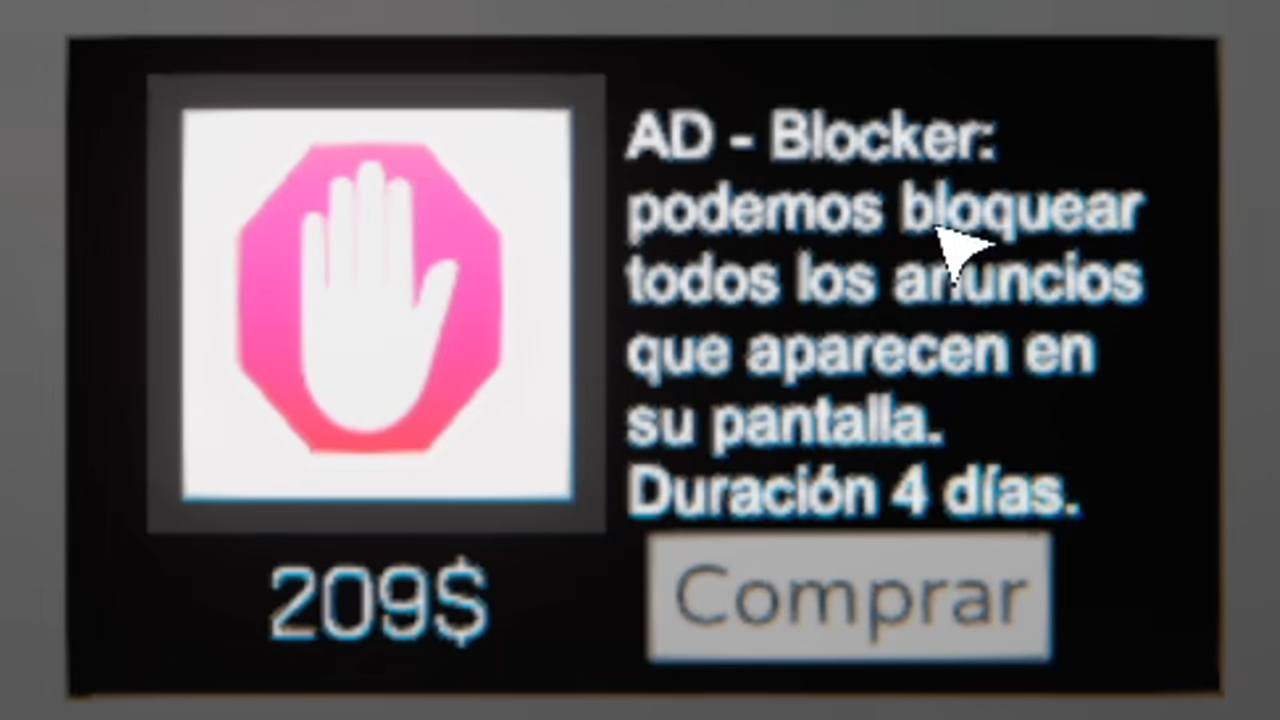 AD - Blocker:
podemos bloquear
todos los anuncios
que aparecen en
su pantalla.
Duración 4 días.
209$
Comprar